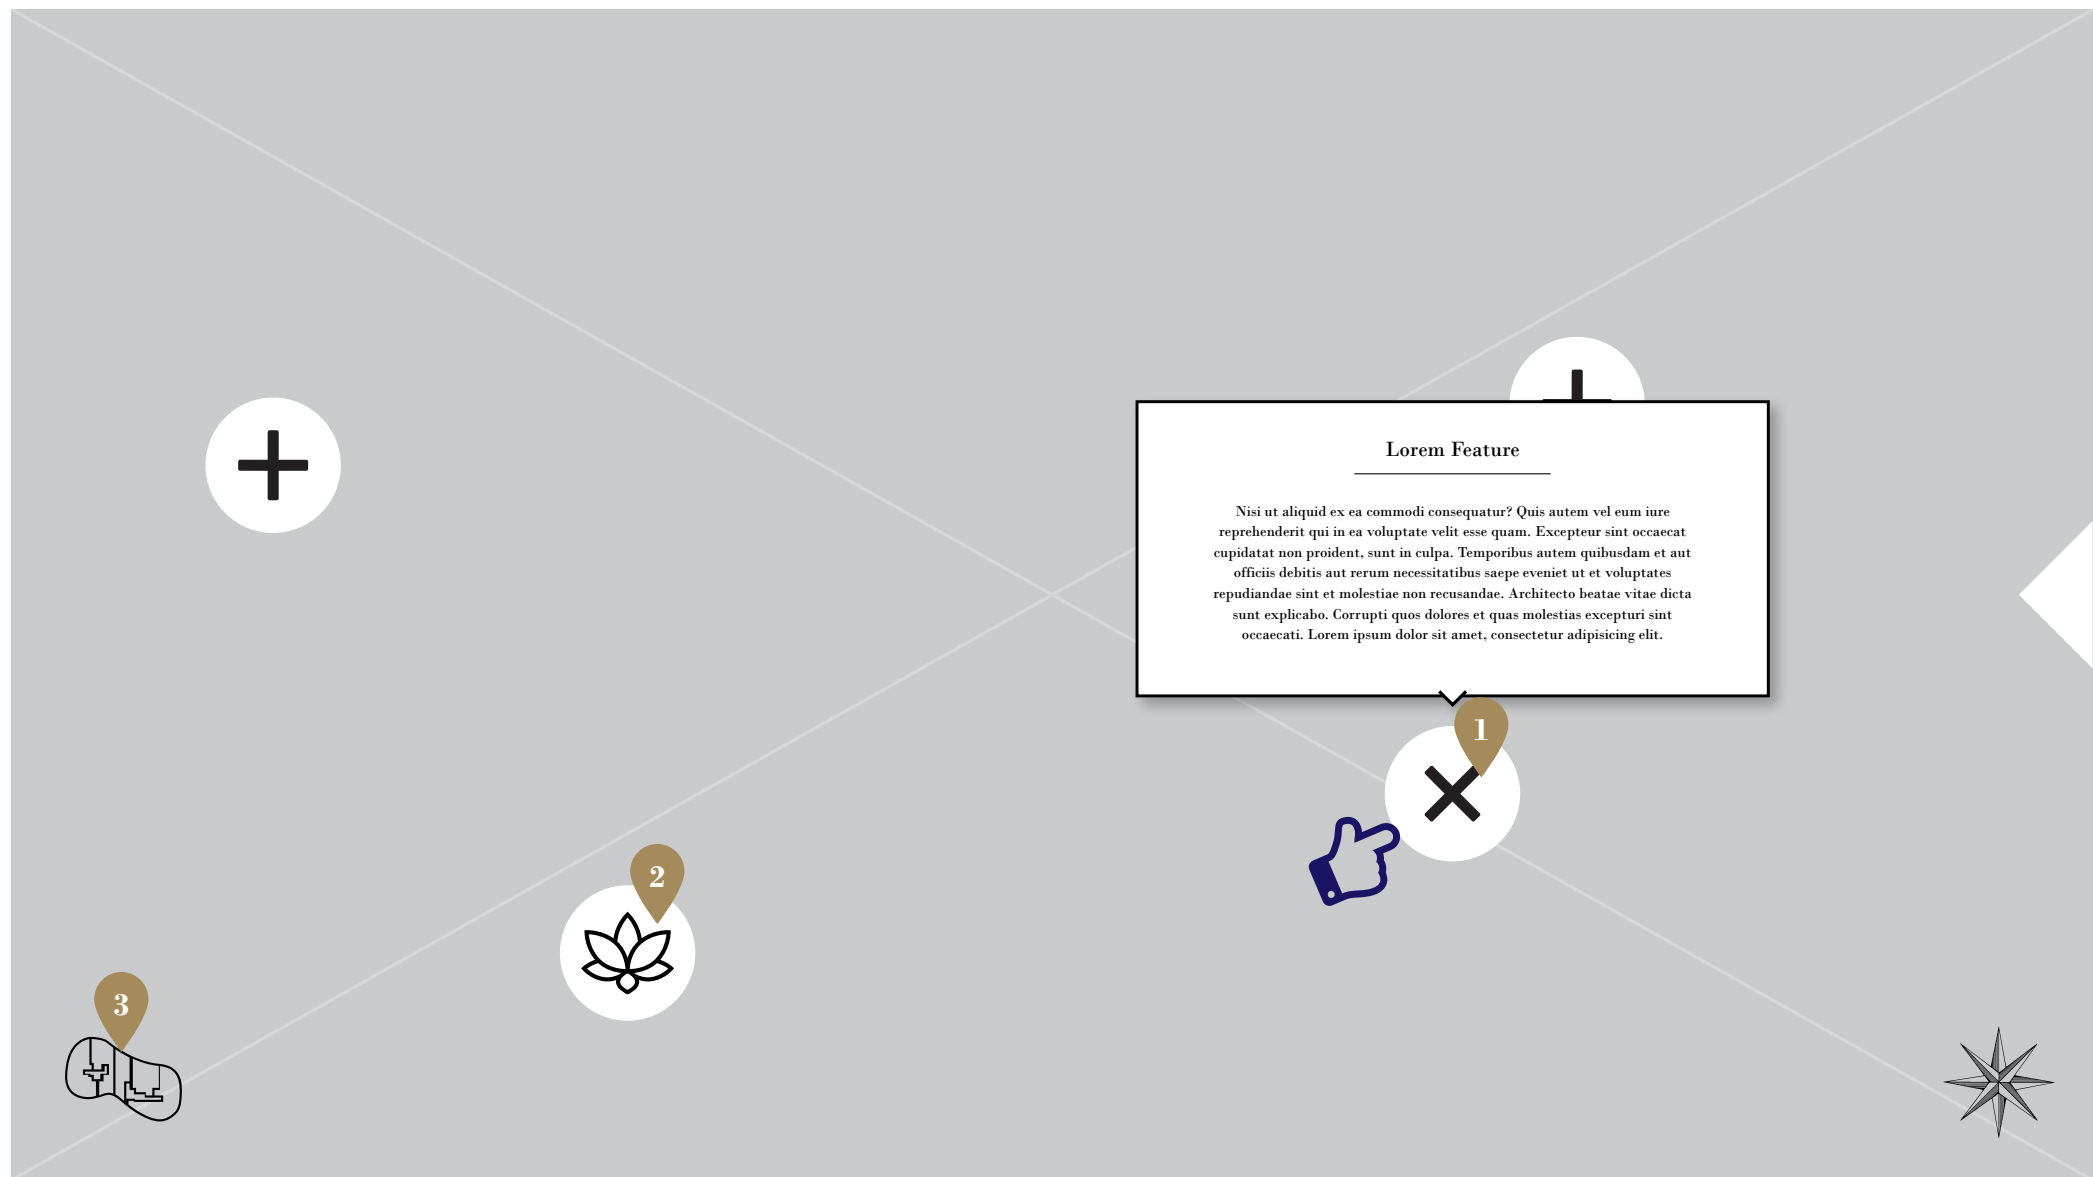 Lorem Feature
Nisi ut aliquid ex ea commodi consequatur? Quis autem vel eum iure
reprehenderit qui in ea voluptate velit esse quam. Excepteur sint occaecat
cupidatat non proident, sunt in culpa. Temporibus autem quibusdam et aut
officiis debitis aut rerum necessitatibus saepe eveniet ut et voluptates
repudiandae sint et molestiae non recusandae. Architecto beatae vitae dicta
sunt explicabo. Corrupti quos dolores et quas molestias excepturi sint
occaecati. Lorem ipsum dolor sit amet, consectetur adipisicing elit.
1
2
3